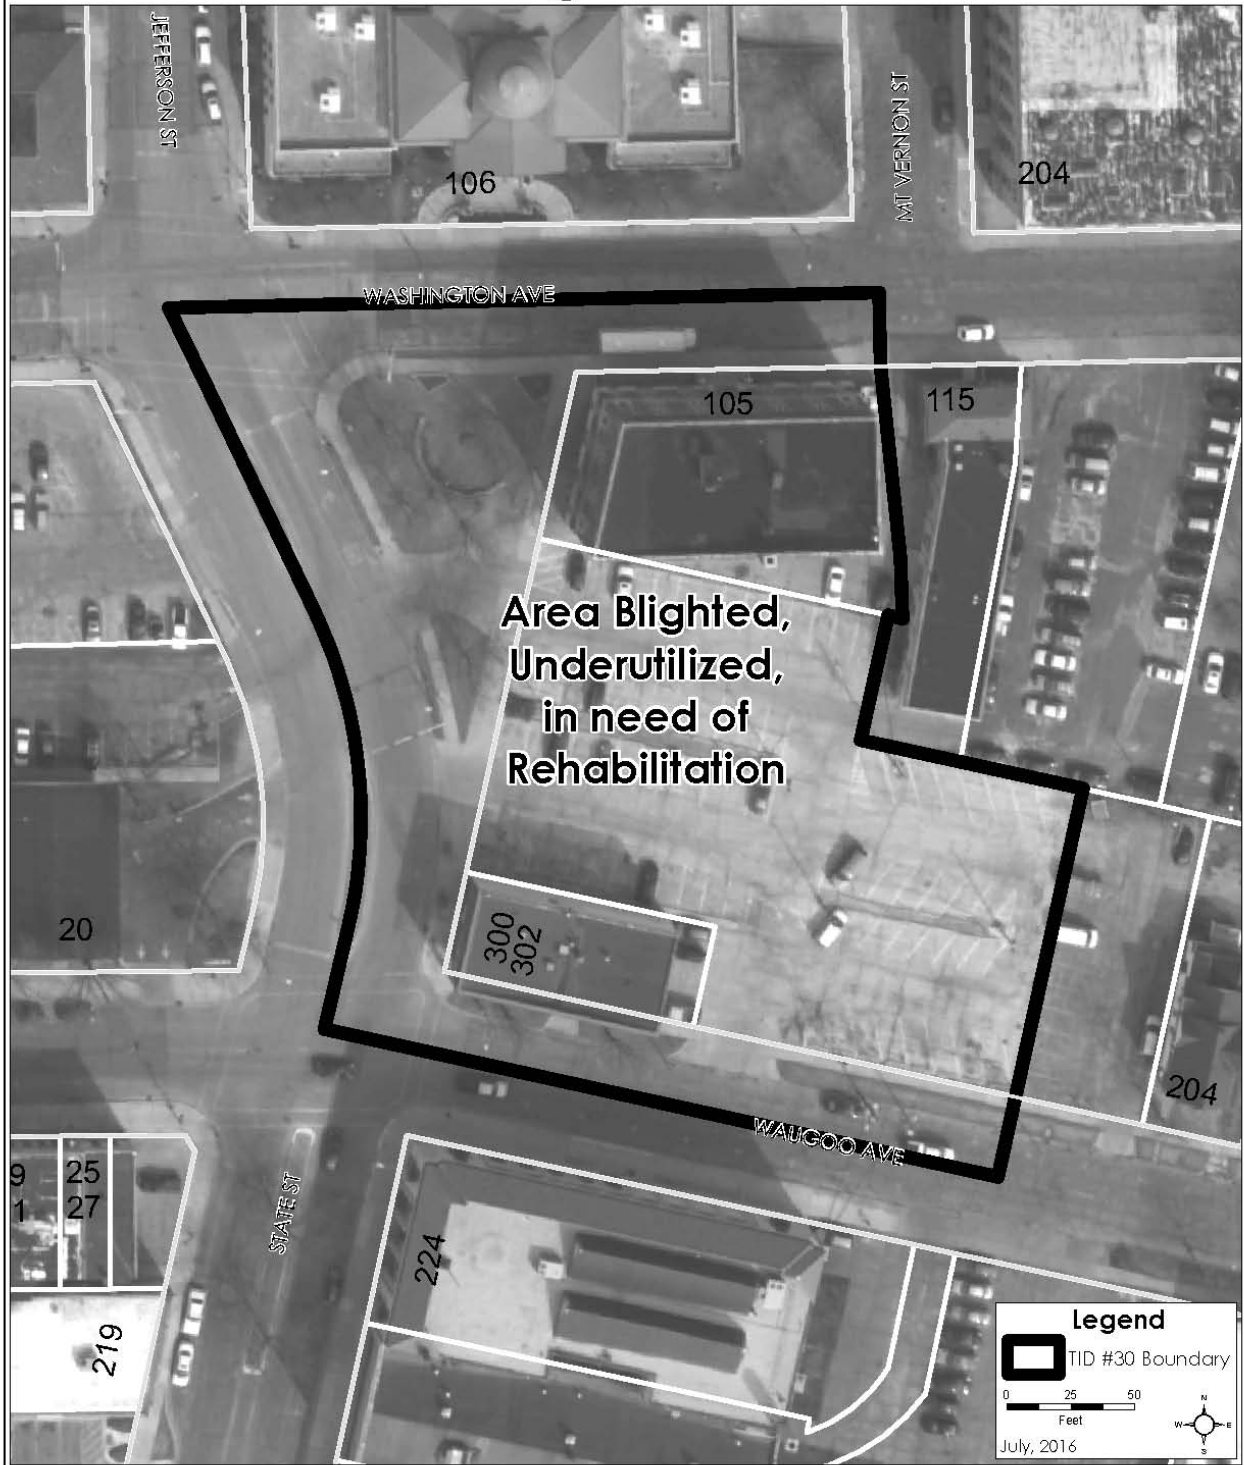 JEFFERSON ST
MT VERNON ST
106
204
WASHINGTON AVE
105
115
Area Blighted,
Underutilized,
in need of
Rehabilitation
20
300
302
204
WAUGOO AVE
9
1
25
27
STATE ST
224
219
Legend
TID #30 Boundary
0 25 50
Feet
N
W E
S
July, 2016